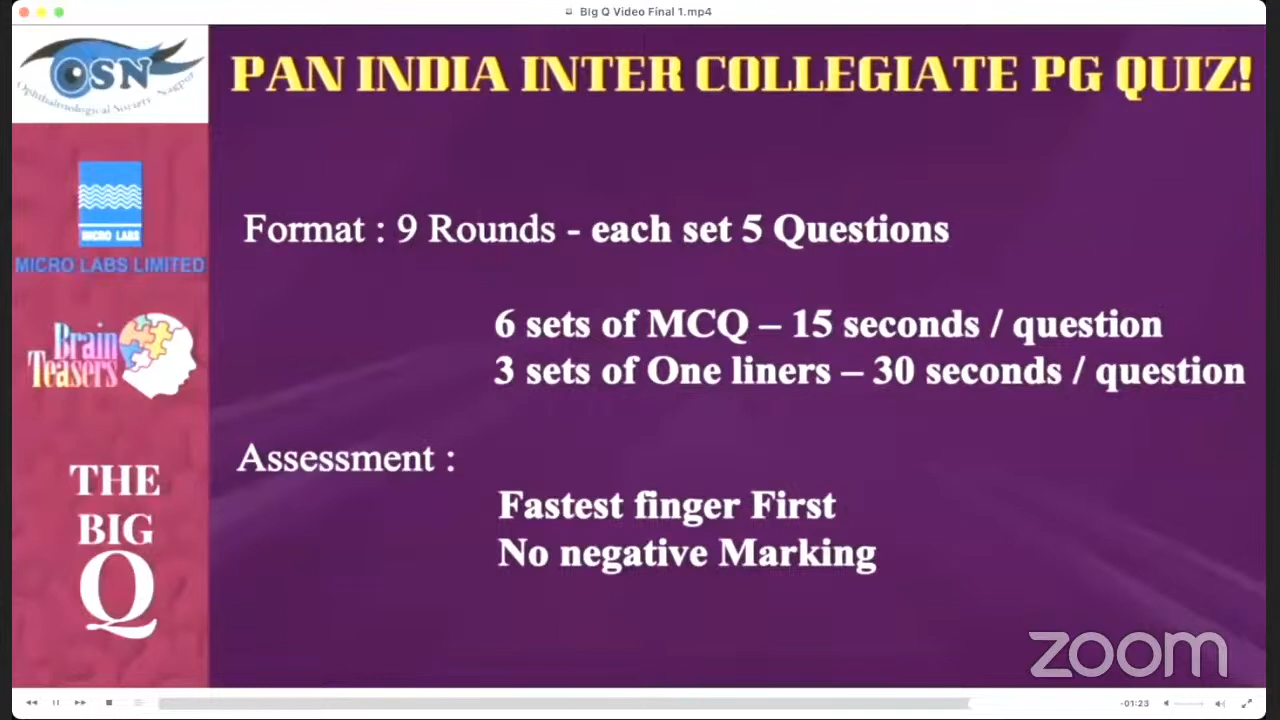 BIg Q Video Final 1.mp4
OSN
Ophthalmological Society Nagpur
PAN INDIA INTER COLLEGIATE PG QUIZ!
MICRO LABS
MICRO LABS LIMITED
Format : 9 Rounds - each set 5 Questions
6 sets of MCQ – 15 seconds / question
3 sets of One liners – 30 seconds / question
Brain
Teasers
Assessment :
Fastest finger First
No negative Marking
THE
BIG
Q
zoom
-01:23